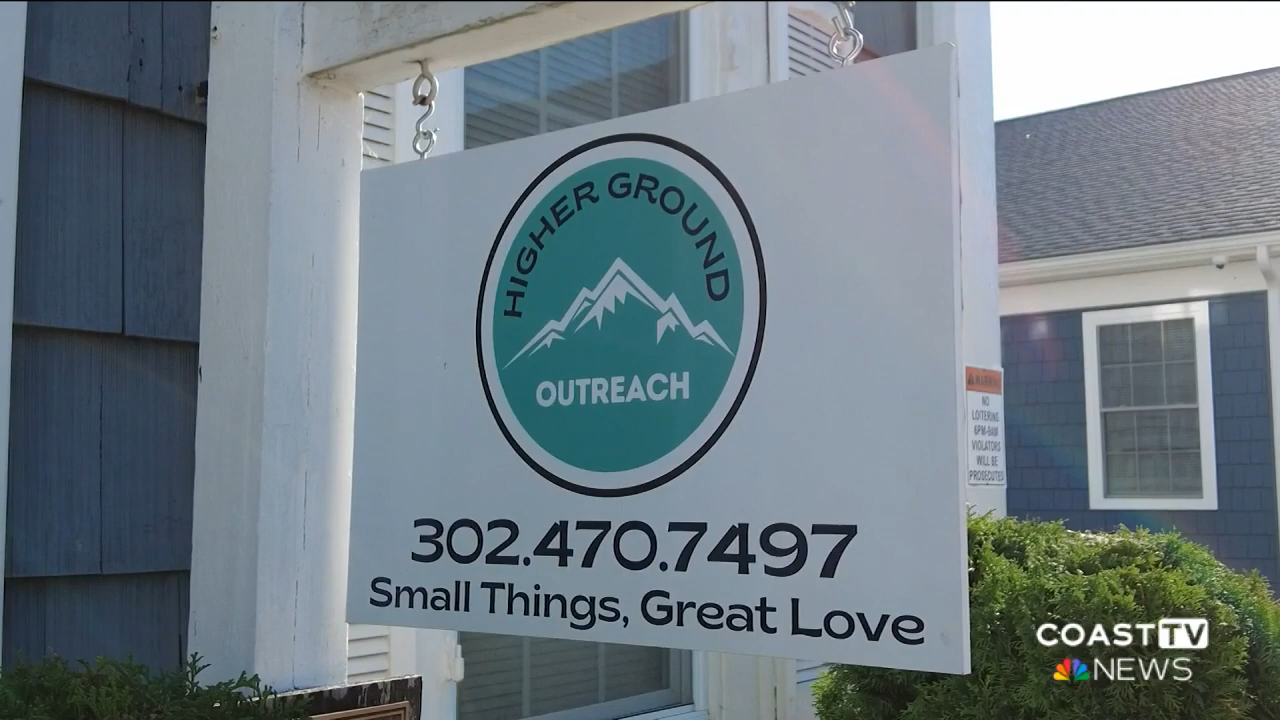 HIGHER GROUND
OUTREACH
302.470.7497
Small Things, Great Love
WARNING
NO
LOITERING
6PM-9AM
VIOLATORS
WILL BE
PROSECUTED
COAST TV
NEWS